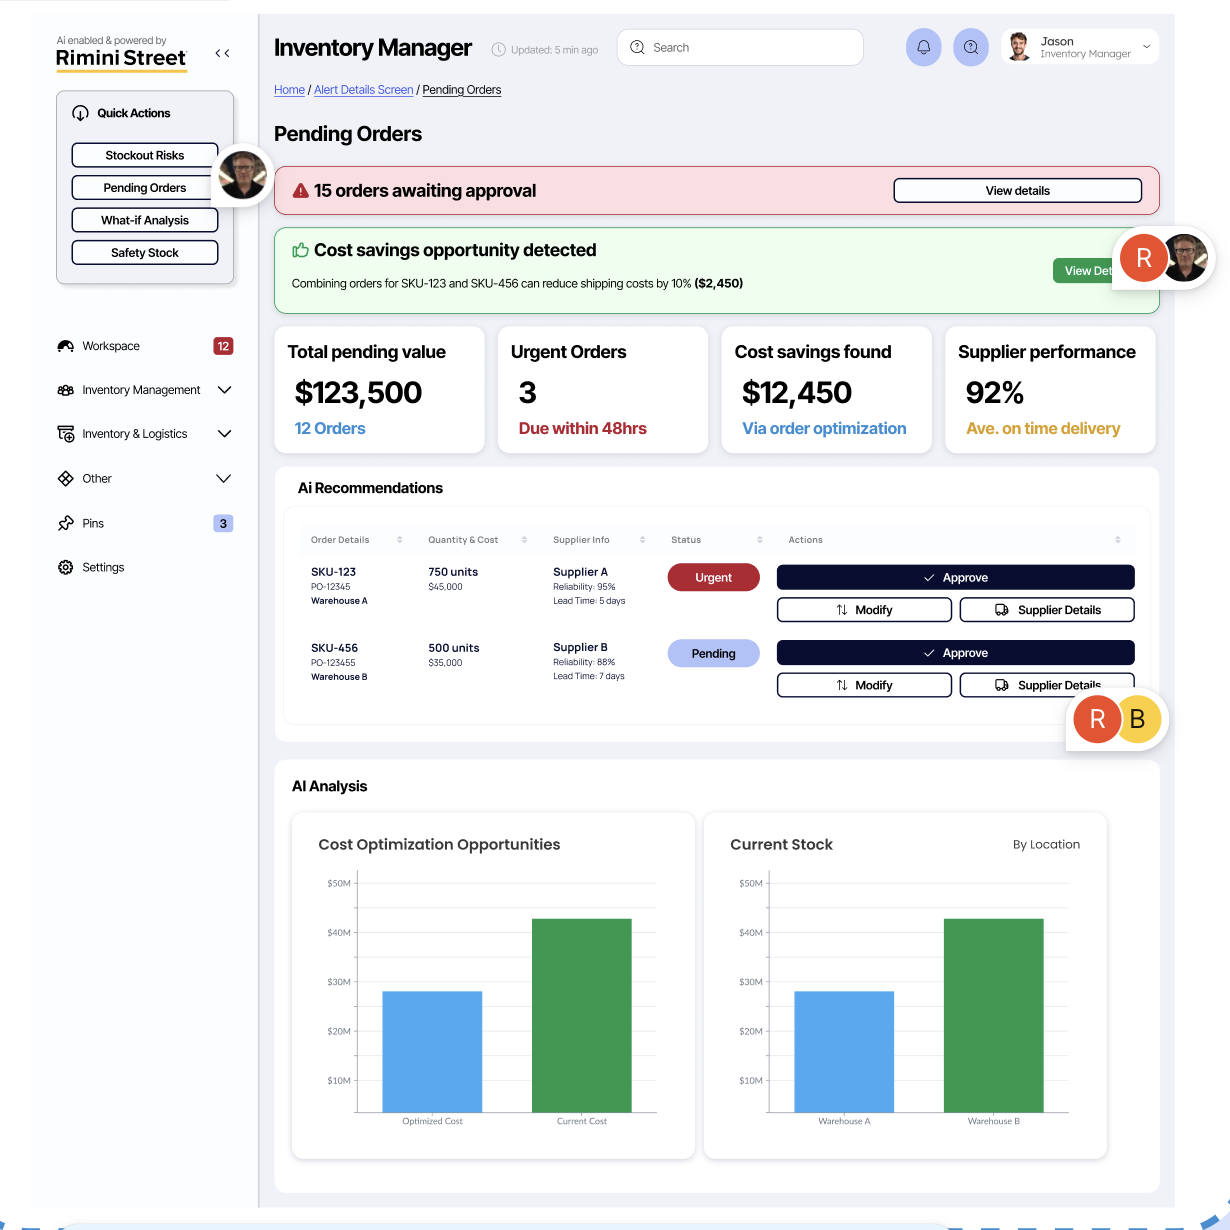 Ai enabled & powered by
Rimini Street
Quick Actions
Stockout Risks
Pending Orders
What-if Analysis
Safety Stock
Workspace 12
Inventory Management
Inventory & Logistics
Other
Pins 3
Settings
Inventory Manager Updated: 5 min ago Search Jason
Inventory Manager
Home / Alert Details Screen / Pending Orders
Pending Orders
15 orders awaiting approval View details
Cost savings opportunity detected
Combining orders for SKU-123 and SKU-456 can reduce shipping costs by 10% ($2,450)
View Det
R
Total pending value
$123,500
12 Orders
Urgent Orders
3
Due within 48hrs
Cost savings found
$12,450
Via order optimization
Supplier performance
92%
Ave. on time delivery
Ai Recommendations
Order Details Quantity & Cost Supplier Info Status Actions
SKU-123 750 units Supplier A Urgent Approve
PO-12345 $45,000 Reliability: 95%
Warehouse A Lead Time: 5 days Modify Supplier Details
SKU-456 500 units Supplier B Pending Approve
PO-123455 $35,000 Reliability: 88%
Warehouse B Lead Time: 7 days Modify Supplier Details
R B
AI Analysis
Cost Optimization Opportunities
$50M
$40M
$30M
$20M
$10M
Optimized Cost Current Cost
Current Stock By Location
$50M
$40M
$30M
$20M
$10M
Warehouse A Warehouse B